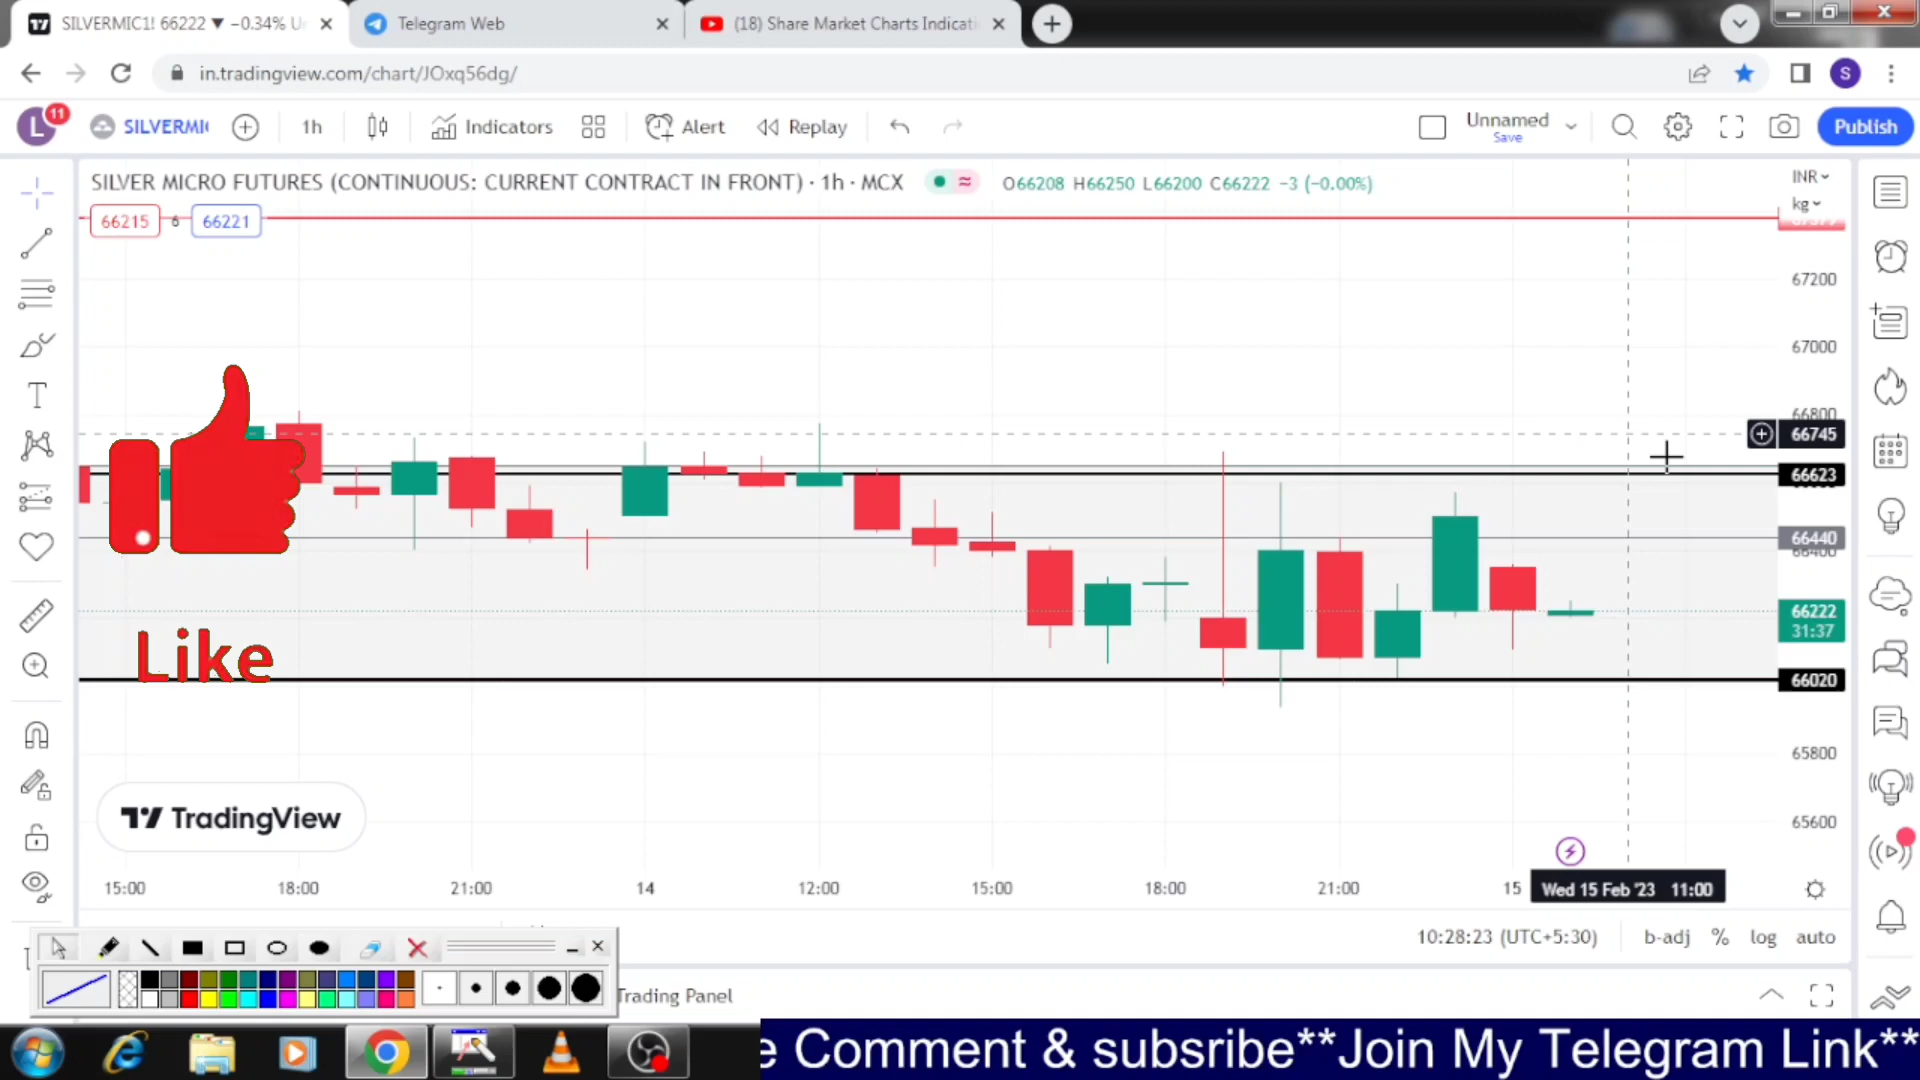 SILVERMIC1! 66222 ▼ −0.34% U
Telegram Web
(18) Share Market Charts Indicati
in.tradingview.com/chart/JOxq56dg/
S
L
11
SILVERMI
1h
Indicators
Alert
Replay
Unnamed
Save
Publish
SILVER MICRO FUTURES (CONTINUOUS: CURRENT CONTRACT IN FRONT) · 1h · MCX
O66208 H66250 L66200 C66222 −3 (−0.00%)
INR
kg
66215
6
66221
67200
67000
66800
66745
66623
66440
66400
66222
31:37
66020
65800
65600
Like
TradingView
15:00
18:00
21:00
14
12:00
15:00
18:00
21:00
15
Wed 15 Feb '23 11:00
10:28:23 (UTC+5:30)
b-adj
%
log
auto
Trading Panel
e Comment & subsribe**Join My Telegram Link**